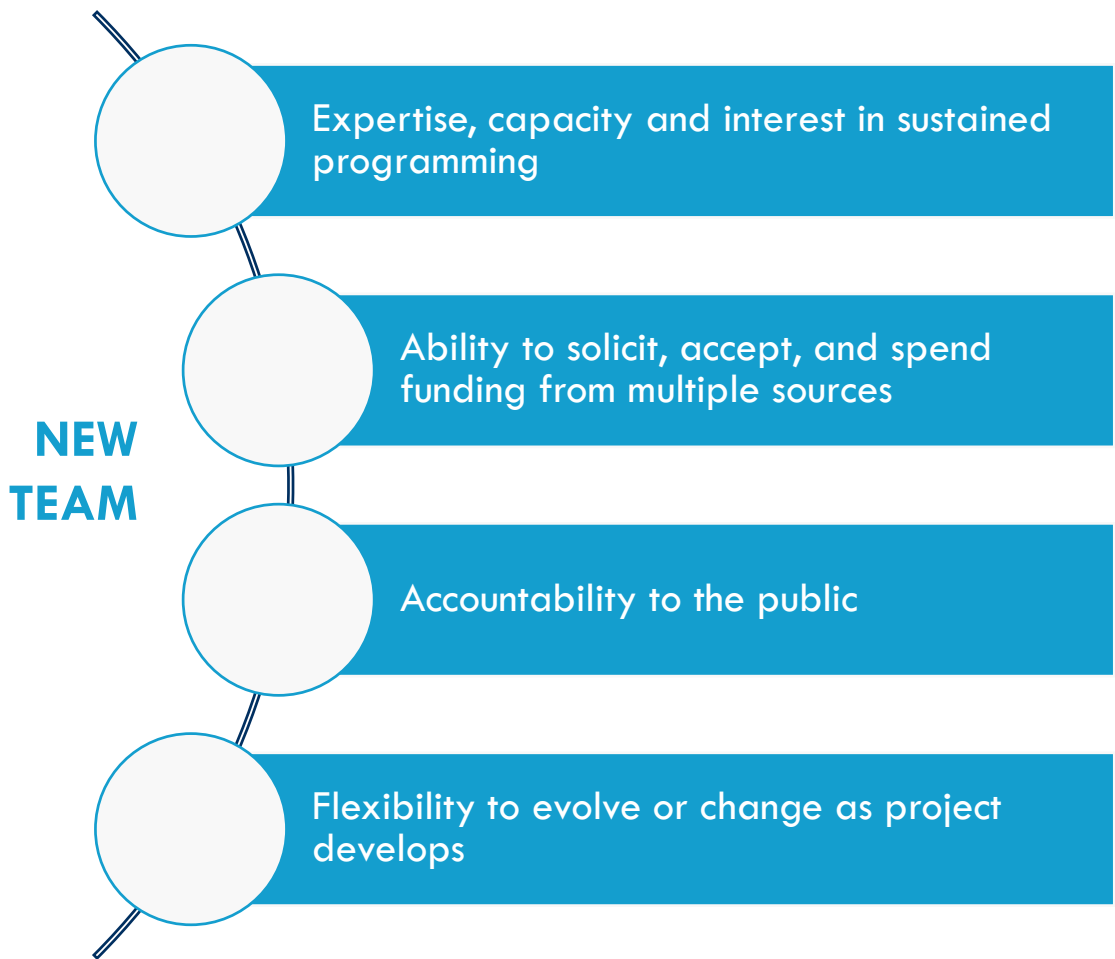 Expertise, capacity and interest in sustained
programming
Ability to solicit, accept, and spend
funding from multiple sources
NEW
TEAM
Accountability to the public
Flexibility to evolve or change as project
develops